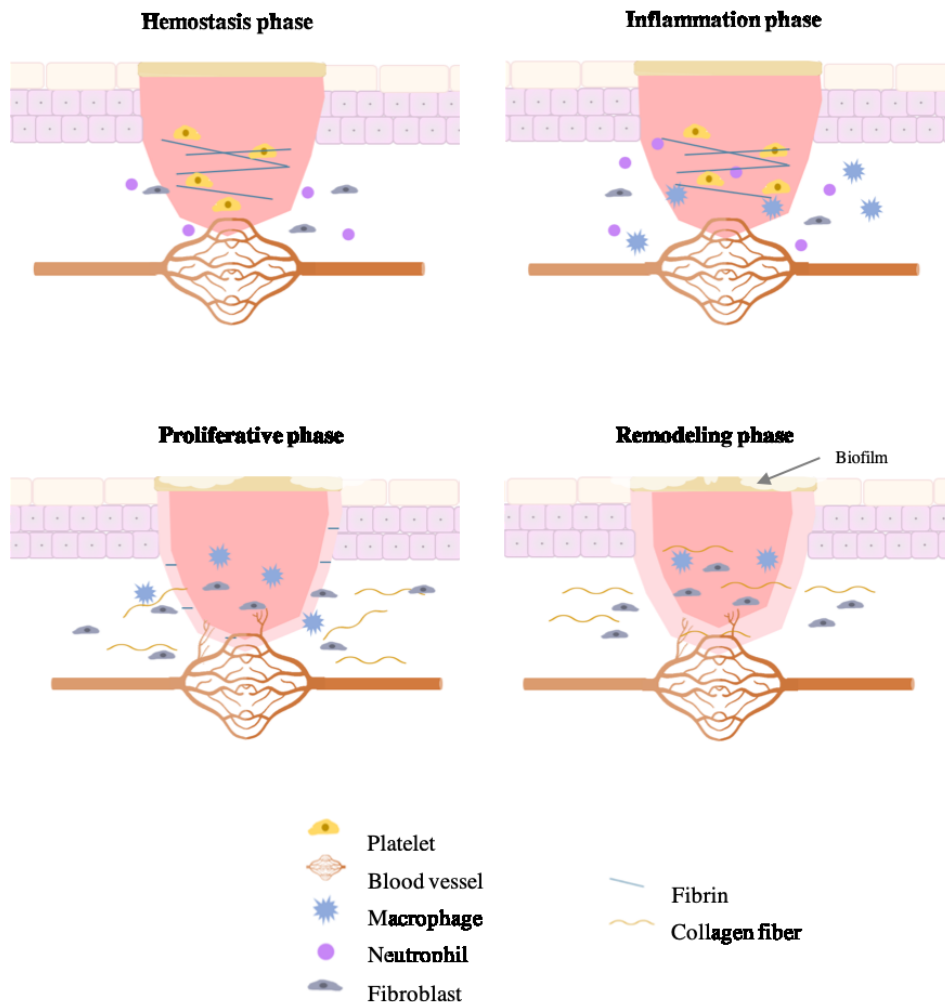 Hemostasis phase
Inflammation phase
Proliferative phase
Remodeling phase
Biofilm
Platelet
Blood vessel
Macrophage
Neutrophil
Fibroblast
Fibrin
Collagen fiber